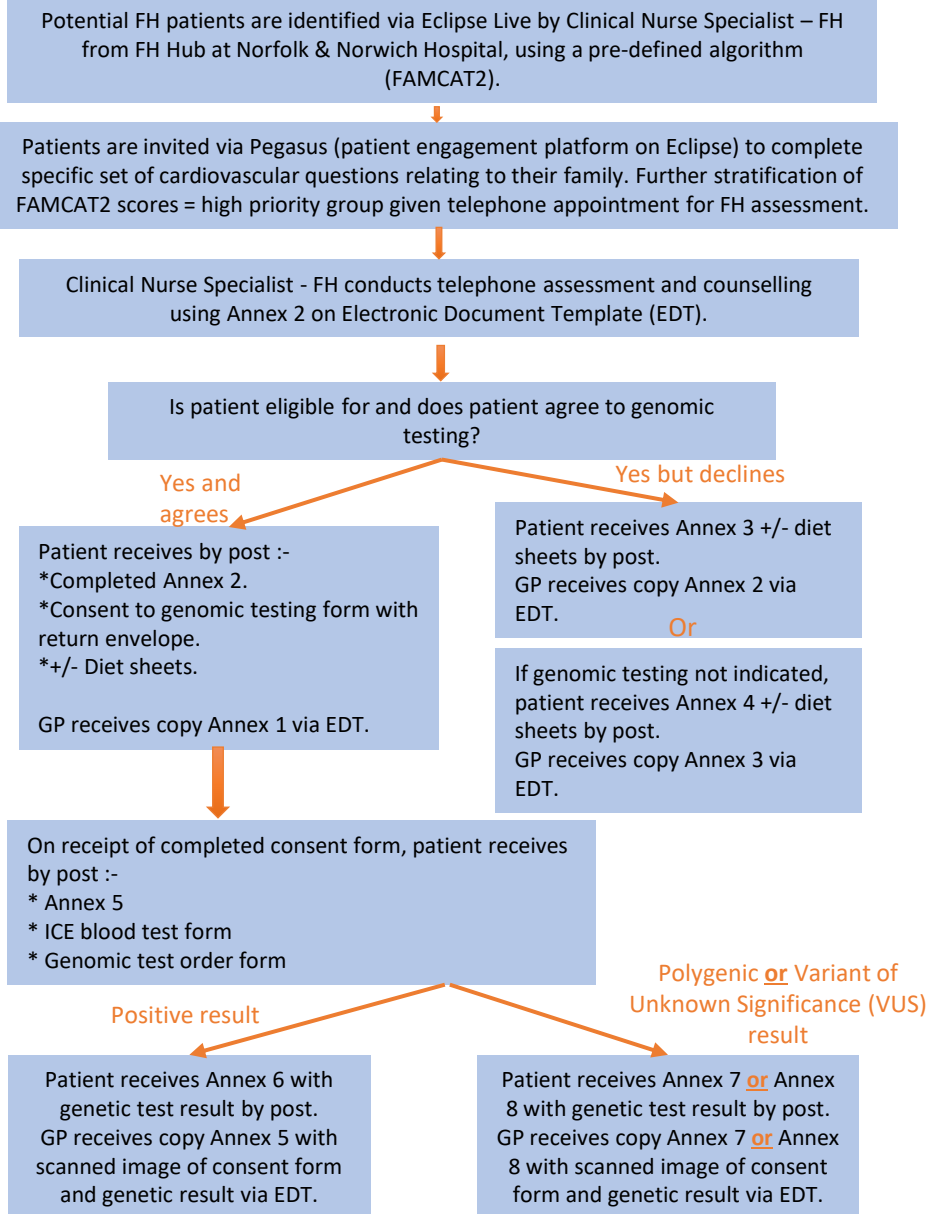 Potential FH patients are identified via Eclipse Live by Clinical Nurse Specialist – FH
from FH Hub at Norfolk & Norwich Hospital, using a pre-defined algorithm
(FAMCAT2).
Patients are invited via Pegasus (patient engagement platform on Eclipse) to complete
specific set of cardiovascular questions relating to their family. Further stratification of
FAMCAT2 scores = high priority group given telephone appointment for FH assessment.
Clinical Nurse Specialist - FH conducts telephone assessment and counselling
using Annex 2 on Electronic Document Template (EDT).
Is patient eligible for and does patient agree to genomic
testing?
Yes and
agrees
Yes but declines
Patient receives by post :-
*Completed Annex 2.
*Consent to genomic testing form with
return envelope.
*+/- Diet sheets.
GP receives copy Annex 1 via EDT.
Patient receives Annex 3 +/- diet
sheets by post.
GP receives copy Annex 2 via
EDT.
Or
If genomic testing not indicated,
patient receives Annex 4 +/- diet
sheets by post.
GP receives copy Annex 3 via
EDT.
On receipt of completed consent form, patient receives
by post :-
* Annex 5
* ICE blood test form
* Genomic test order form
Positive result
Polygenic or Variant of
Unknown Significance (VUS)
result
Patient receives Annex 6 with
genetic test result by post.
GP receives copy Annex 5 with
scanned image of consent form
and genetic result via EDT.
Patient receives Annex 7 or Annex
8 with genetic test result by post.
GP receives copy Annex 7 or Annex
8 with scanned image of consent
form and genetic result via EDT.